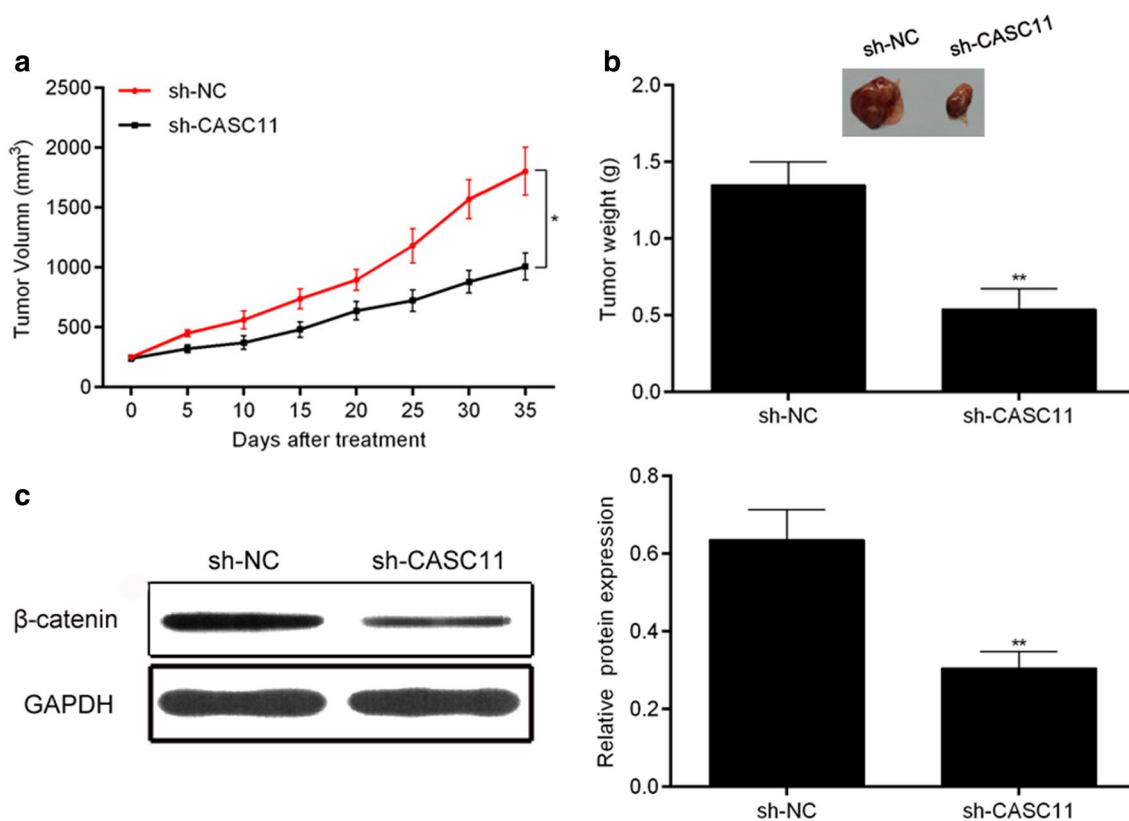 a
2500
2000
1500
1000
500
0
Tumor Volumn (mm³)
sh-NC
sh-CASC11
*
0 5 10 15 20 25 30 35
Days after treatment
b
sh-NC sh-CASC11
2.0
1.5
1.0
0.5
0.0
Tumor weight (g)
**
sh-NC sh-CASC11
c
sh-NC sh-CASC11
β-catenin
GAPDH
0.8
0.6
0.4
0.2
0.0
Relative protein expression
**
sh-NC sh-CASC11